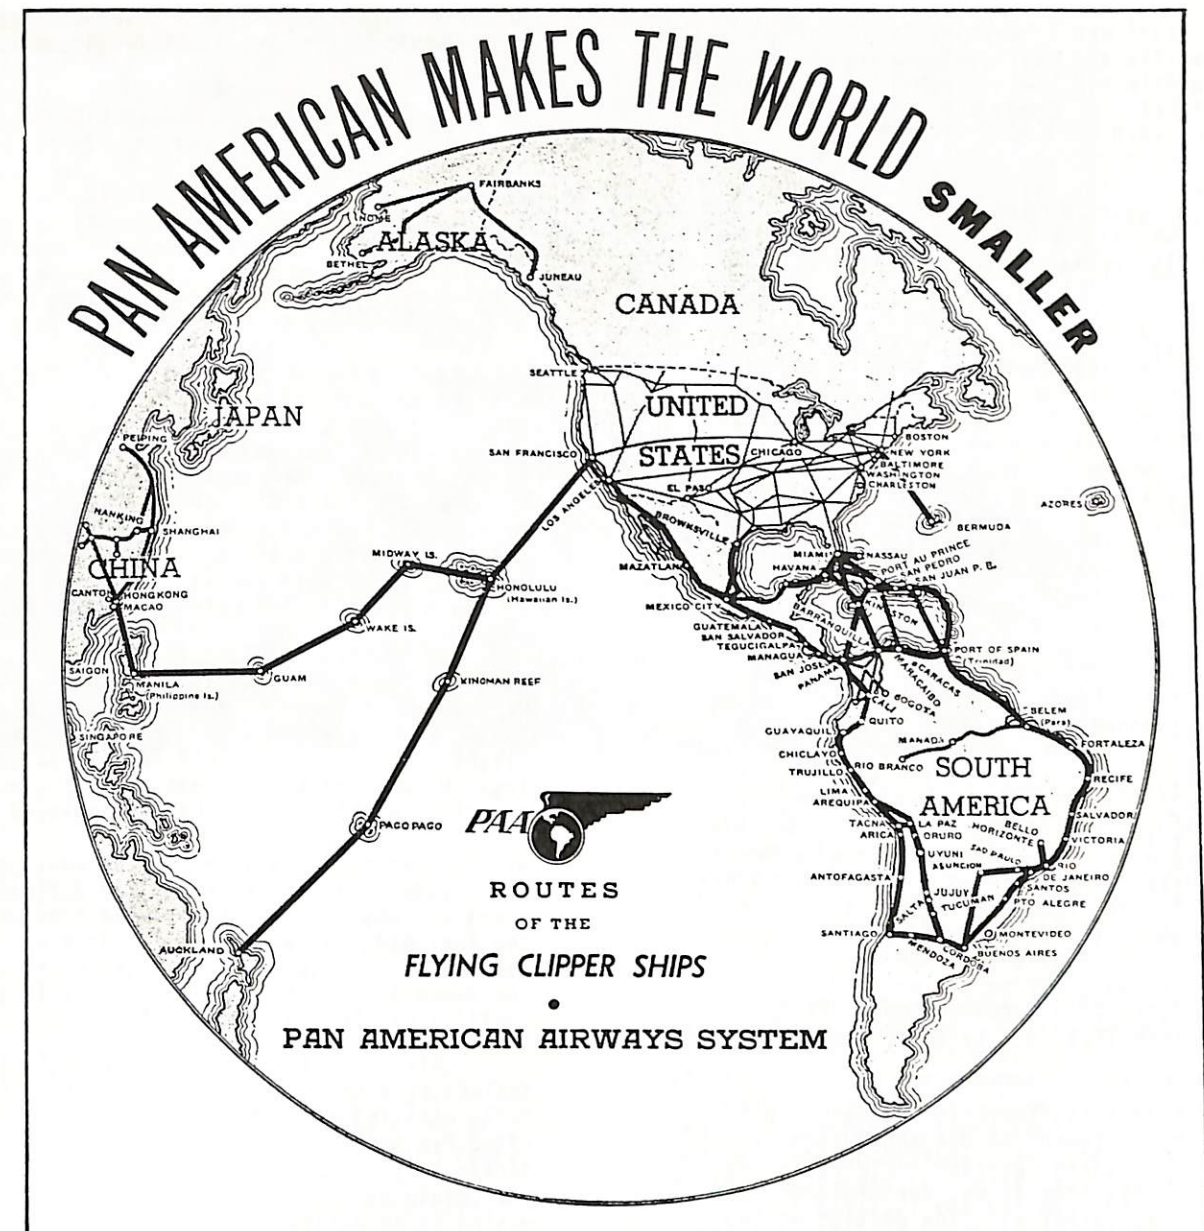 PAN AMERICAN MAKES THE WORLD SMALLER
FAIRBANKS
NOME
ALASKA
BETHEL
JUNEAU
CANADA
SEATTLE
UNITED
STATES
JAPAN
PEIPING
BOSTON
NEW YORK
BALTIMORE
WASHINGTON
CHARLESTON
CHICAGO
SAN FRANCISCO
EL PASO
LOS ANGELES
AZORES
BERMUDA
NANKING
SHANGHAI
BROWNSVILLE
CHINA
MIDWAY IS.
MIAMI
NASSAU
HAVANA
PORT AU PRINCE
SAN PEDRO
SAN JUAN P. R.
MAZATLAN
HONOLULU
(Hawaiian Is.)
CANTON
HONGKONG
MACAO
MEXICO CITY
KINGSTON
BARRANQUILLA
WAKE IS.
GUATEMALA
SAN SALVADOR
TEGUCIGALPA
MANAGUA
SAN JOSE
PANAMA
PORT OF SPAIN
(Trinidad)
CARACAS
MARACAIBO
SAIGON
MANILA
(Philippine Is.)
GUAM
KINGMAN REEF
BOGOTA
CALI
QUITO
BELEM
(Para)
SINGAPORE
GUAYAQUIL
MANAOS
FORTALEZA
CHICLAYO
TRUJILLO
RIO BRANCO
SOUTH
AMERICA
RECIFE
LIMA
AREQUIPA
TACNA
ARICA
LA PAZ
ORURO
UYUNI
BELLO
HORIZONTE
SALVADOR
VICTORIA
SAO PAULO
ASUNCION
RIO
DE JANEIRO
ANTOFAGASTA
SANTOS
JUJUY
SALTA
TUCUMAN
PTO ALEGRE
SANTIAGO
MENDOZA
CORDOBA
MONTEVIDEO
BUENOS AIRES
PAGO PAGO
AUCKLAND
PAA
ROUTES
OF THE
FLYING CLIPPER SHIPS
PAN AMERICAN AIRWAYS SYSTEM